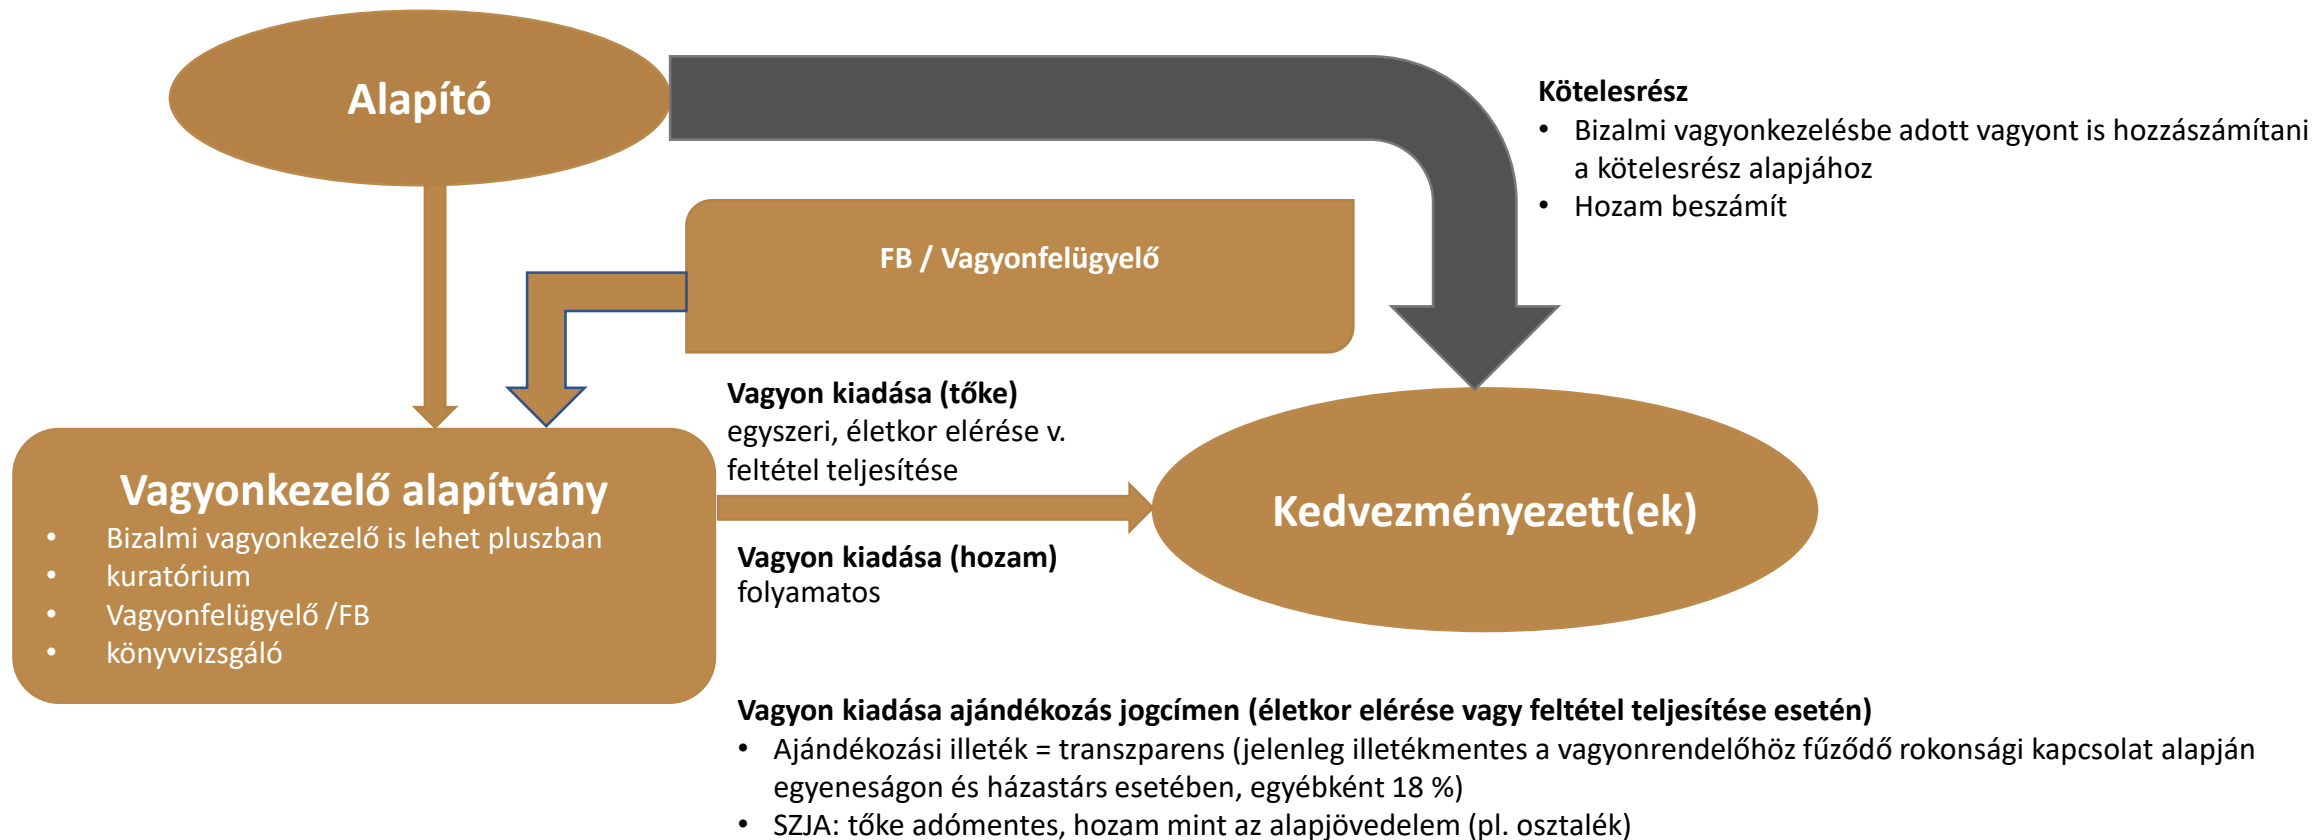 Alapító
Kötelesrész
• Bizalmi vagyonkezelésbe adott vagyont is hozzászámítani
a kötelesrész alapjához
• Hozam beszámít
FB / Vagyonfelügyelő
Vagyon kiadása (tőke)
egyszeri, életkor elérése v.
feltétel teljesítése
Vagyonkezelő alapítvány
• Bizalmi vagyonkezelő is lehet pluszban
• kuratórium
• Vagyonfelügyelő /FB
• könyvvizsgáló
Kedvezményezett(ek)
Vagyon kiadása (hozam)
folyamatos
Vagyon kiadása ajándékozás jogcímen (életkor elérése vagy feltétel teljesítése esetén)
• Ajándékozási illeték = transzparens (jelenleg illetékmentes a vagyonrendelőhöz fűződő rokonsági kapcsolat alapján
egyeneságon és házastárs esetében, egyébként 18 %)
• SZJA: tőke adómentes, hozam mint az alapjövedelem (pl. osztalék)